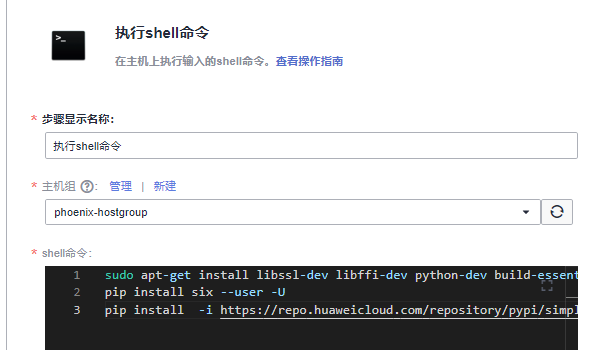 >_
执行shell命令
在主机上执行输入的shell命令。查看操作指南
* 步骤显示名称:
执行shell命令
* 主机组 ?: 管理 | 新建
phoenix-hostgroup
* shell命令:
1 sudo apt-get install libssl-dev libffi-dev python-dev build-essent
2 pip install six --user -U
3 pip install -i https://repo.huaweicloud.com/repository/pypi/simpl